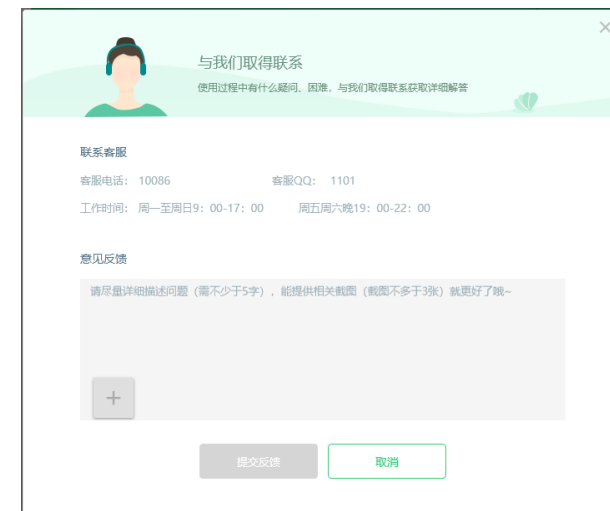 与我们取得联系
使用过程中有什么疑问、困难，与我们取得联系获取详细解答
联系客服
客服电话： 10086 客服QQ： 1101
工作时间： 周一至周日9：00-17：00 周五周六晚19：00-22：00
意见反馈
请尽量详细描述问题（需不少于5字），能提供相关截图（截图不多于3张）就更好了哦~
提交反馈 取消